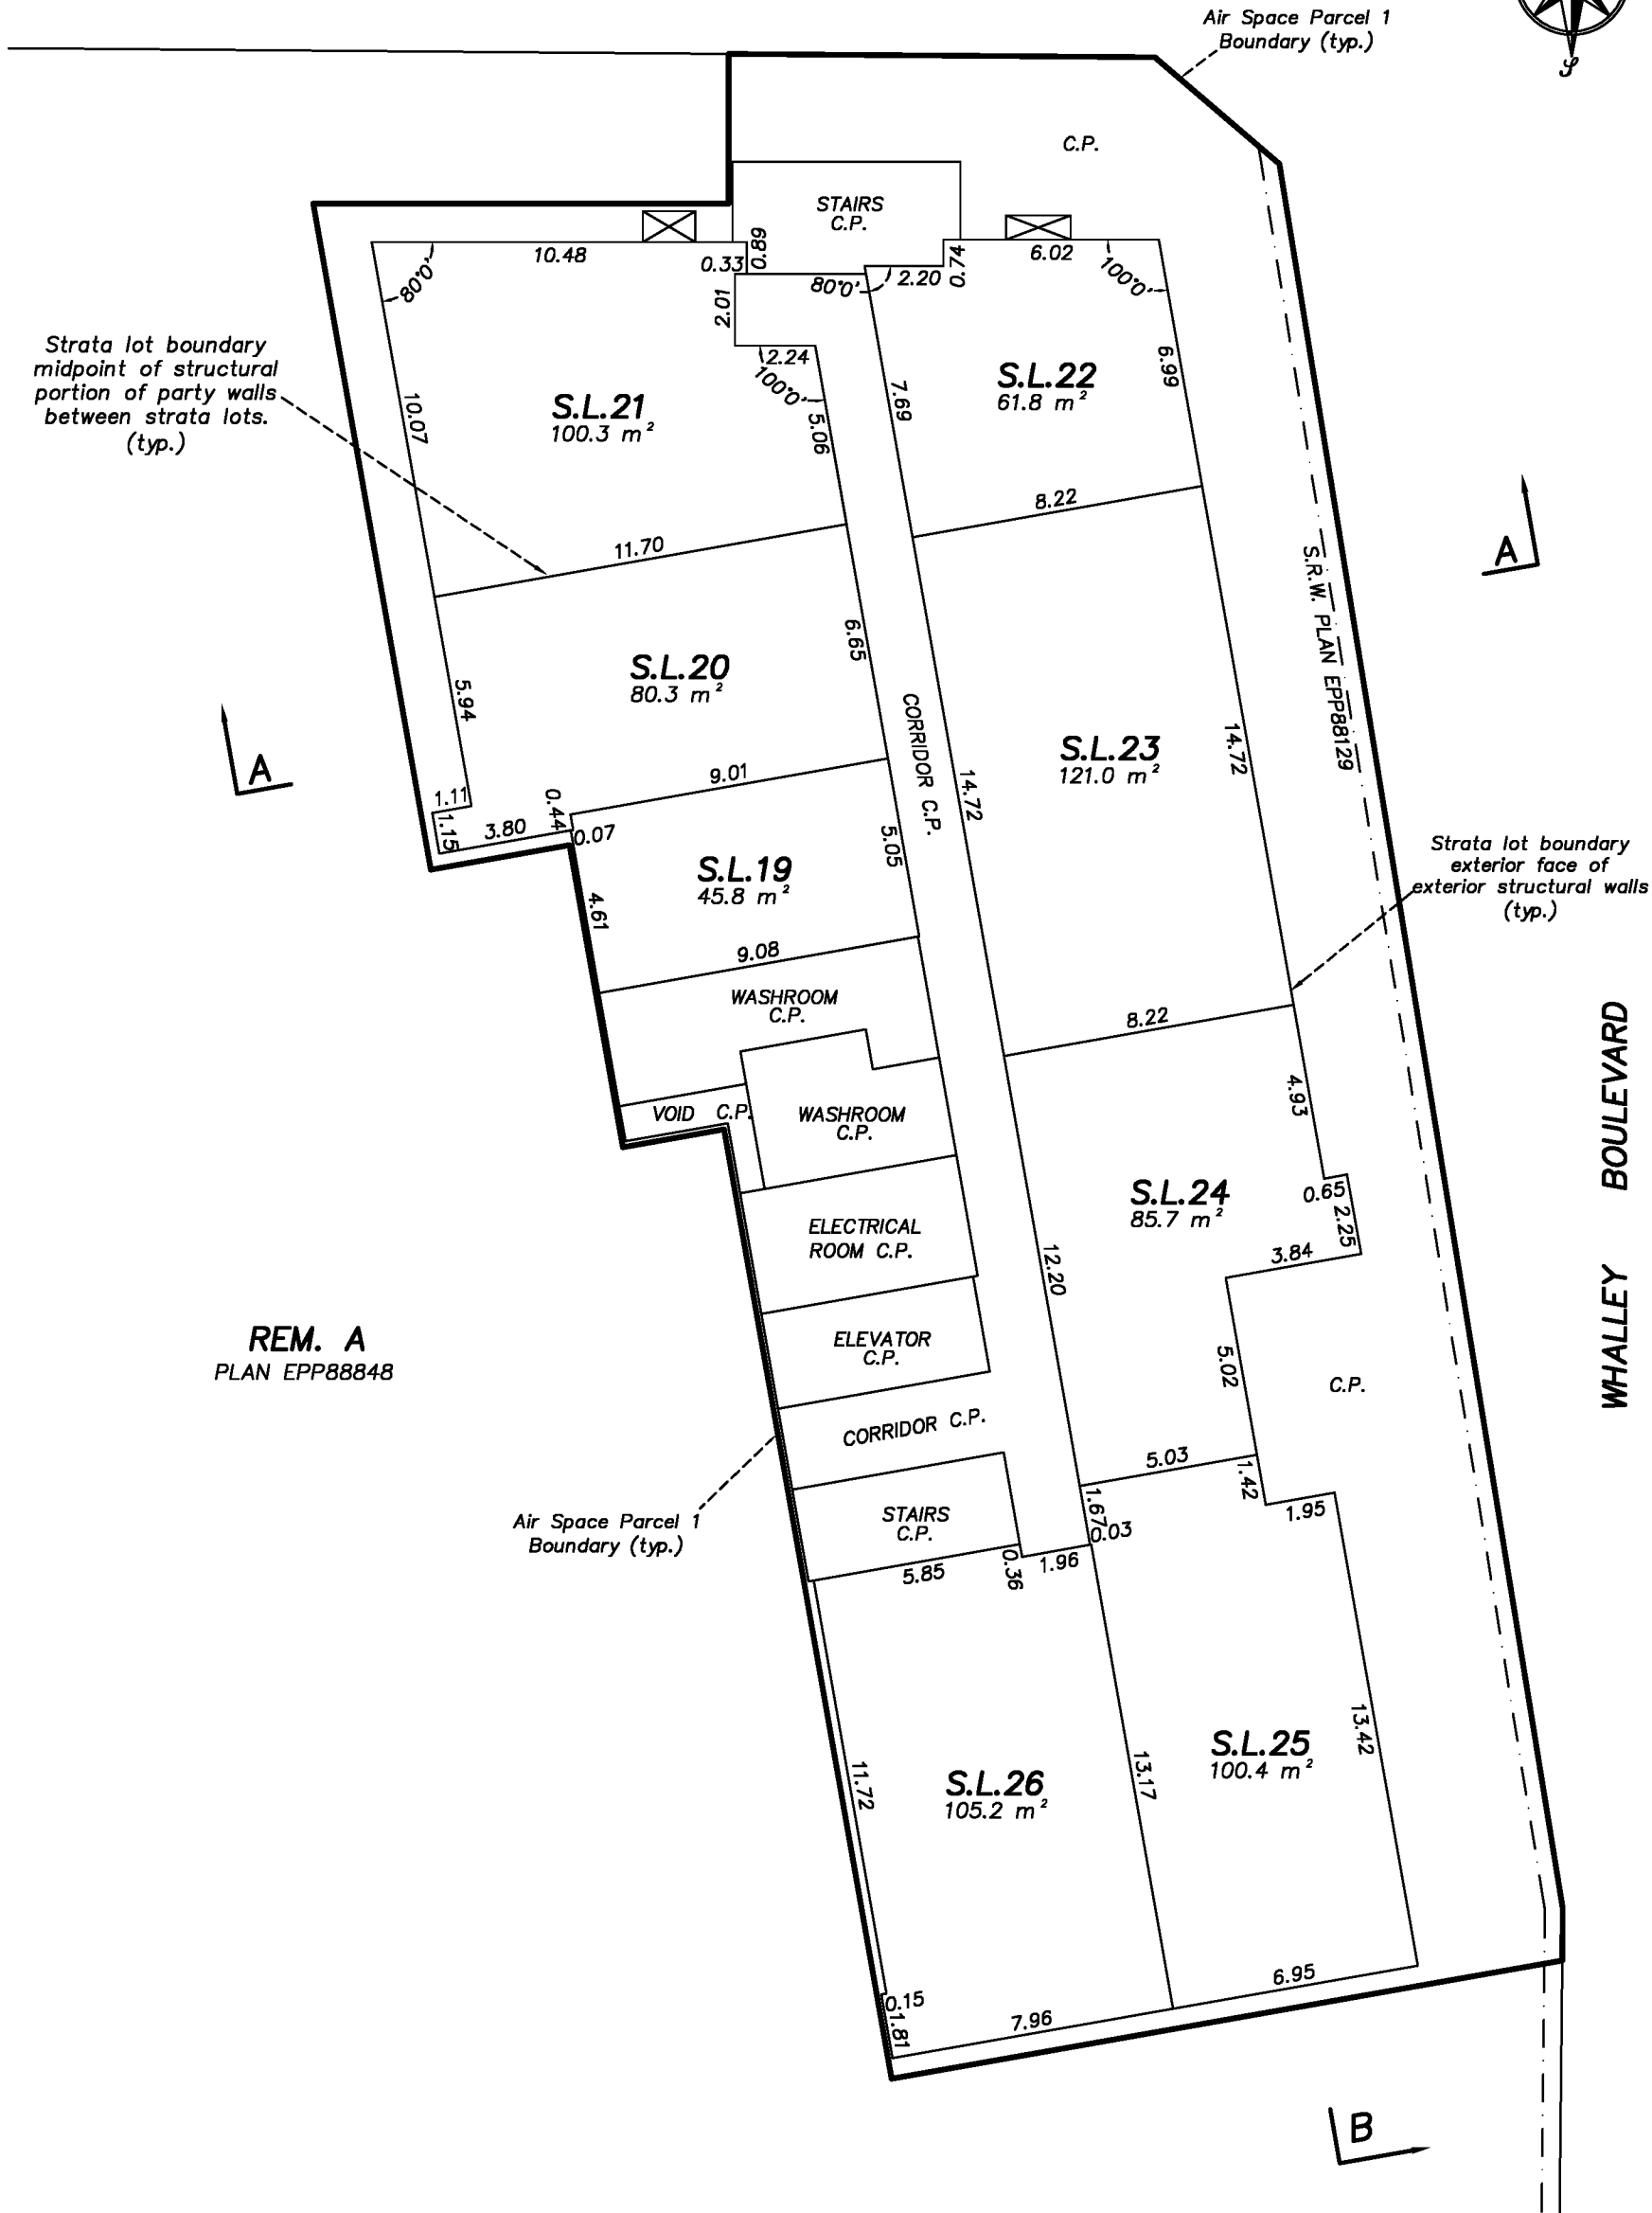 Air Space Parcel 1
Boundary (typ.)
S
C.P.
STAIRS
C.P.
10.48
0.33
0.89
80°0'
2.01
80°0'
2.20
0.74
6.02
100°0'
2.24
100°0'
Strata lot boundary
midpoint of structural
portion of party walls
between strata lots.
(typ.)
10.07
S.L.21
100.3 m²
5.06
7.69
S.L.22
61.8 m²
6.99
8.22
11.70
A
S.R.W. PLAN EPP88129
S.L.20
80.3 m²
6.65
5.94
CORRIDOR C.P.
14.72
S.L.23
121.0 m²
14.72
A
9.01
1.11
1.15
3.80
0.44
0.07
S.L.19
45.8 m²
5.05
4.61
9.08
Strata lot boundary
exterior face of
exterior structural walls
(typ.)
WASHROOM
C.P.
8.22
WHALLEY BOULEVARD
VOID C.P.
WASHROOM
C.P.
4.93
S.L.24
85.7 m²
0.65
2.25
3.84
ELECTRICAL
ROOM C.P.
12.20
REM. A
PLAN EPP88848
ELEVATOR
C.P.
5.02
C.P.
CORRIDOR C.P.
5.03
1.42
1.95
Air Space Parcel 1
Boundary (typ.)
STAIRS
C.P.
1.67
0.03
5.85
0.36
1.96
11.72
S.L.26
105.2 m²
13.17
S.L.25
100.4 m²
13.42
0.15
1.81
7.96
6.95
B